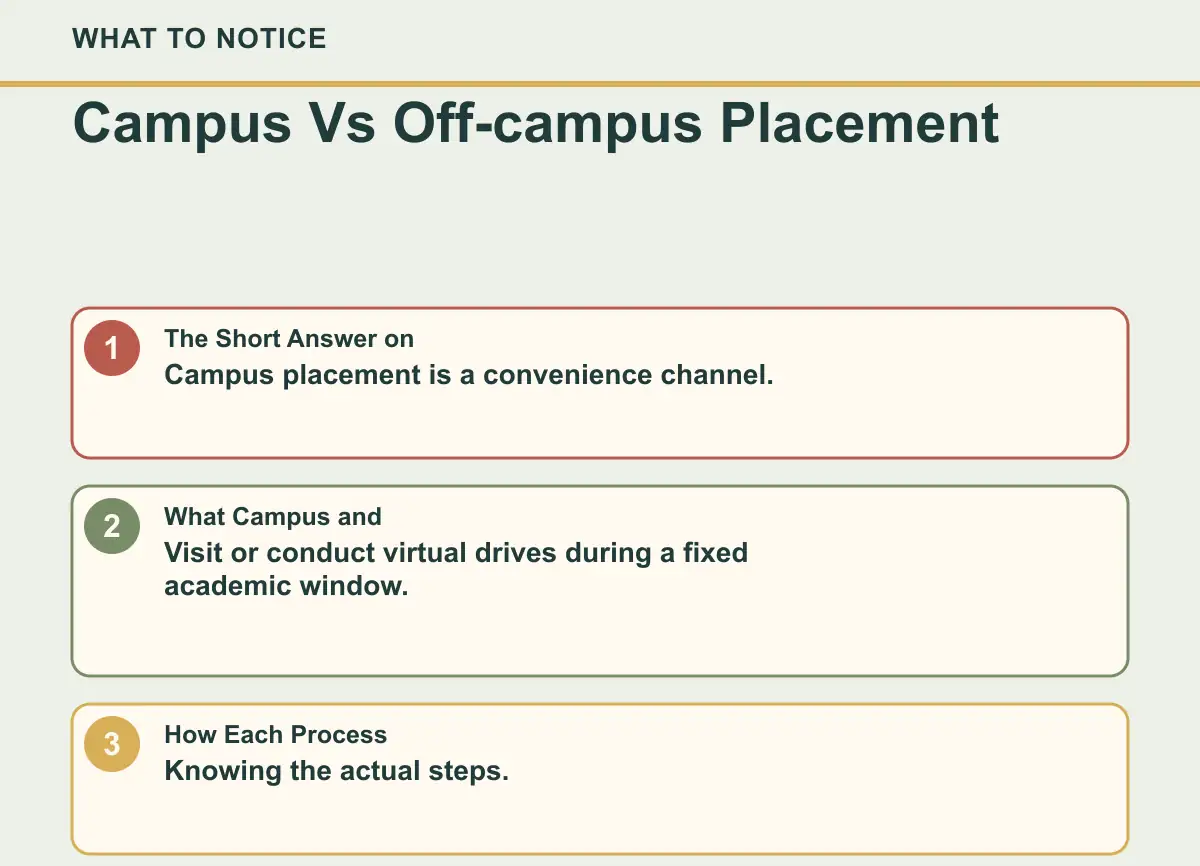 WHAT TO NOTICE
Campus Vs Off-campus Placement
1
The Short Answer on
Campus placement is a convenience channel.
2
What Campus and
Visit or conduct virtual drives during a fixed
academic window.
3
How Each Process
Knowing the actual steps.